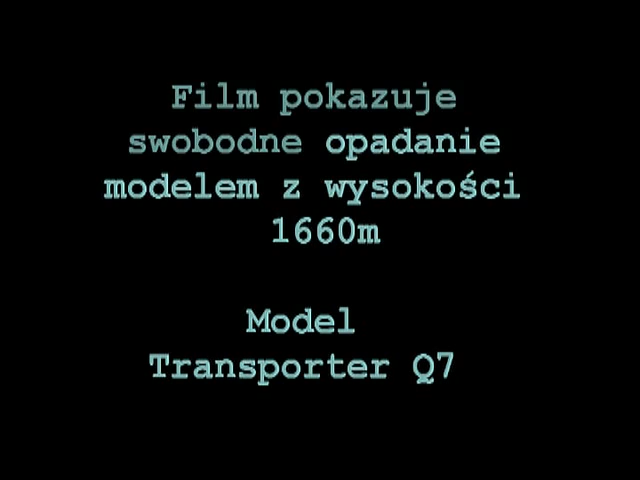 Film pokazuje
swobodne opadanie
modelem z wysokości
1660m
Model
Transporter Q7